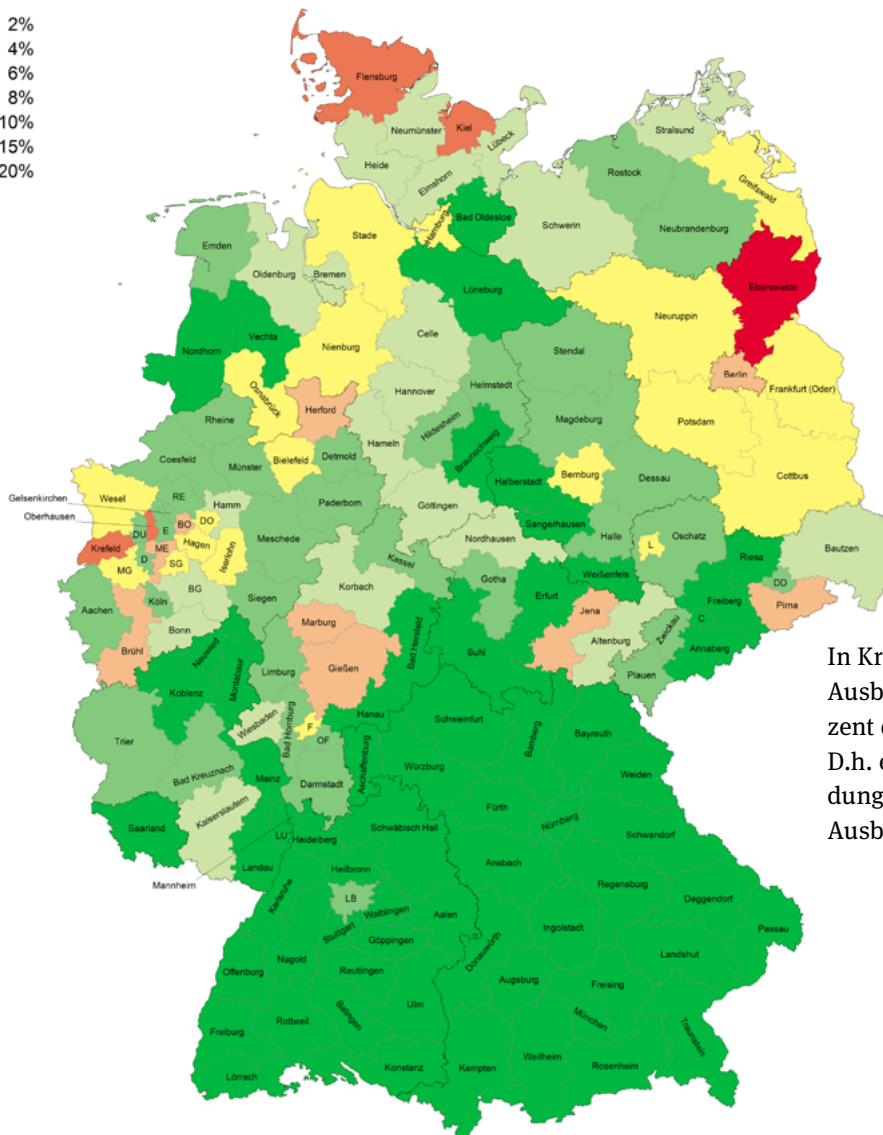 2%
4%
6%
8%
10%
15%
20%
Flensburg
Neumünster
Kiel
Lübeck
Heide
Elmshorn
Stralsund
Rostock
Greifswald
Hamburg
Bad Oldesloe
Schwerin
Neubrandenburg
Stade
Emden
Oldenburg
Bremen
Lüneburg
Eberswalde
Neuruppin
Nordhorn
Vechta
Nienburg
Celle
Stendal
Berlin
Frankfurt (Oder)
Osnabrück
Herford
Hannover
Helmstedt
Rheine
Hildesheim
Magdeburg
Potsdam
Hameln
Braunschweig
Coesfeld
Münster
Bielefeld
Detmold
Halberstadt
Bernburg
Dessau
Cottbus
Gelsenkirchen
Wesel
RE
Hamm
Paderborn
Göttingen
Sangerhausen
Oberhausen
DU
E
BO
DO
Meschede
Nordhausen
Halle
Oschatz
Krefeld
ME
Hagen
Iserlohn
Kassel
L
Riesa
Bautzen
MG
D
SG
Korbach
Gotha
Weißenfels
DD
Aachen
Köln
BG
Siegen
Erfurt
Jena
Freiberg
Pirna
Bonn
Marburg
Bad Hersfeld
Altenburg
Zwickau
C
Annaberg
Brühl
Neuwied
Montabaur
Limburg
Gießen
Suhl
Plauen
Koblenz
Wiesbaden
Bad Homburg
F
Hanau
Schweinfurt
Bamberg
Bayreuth
Trier
OF
Aschaffenburg
Bad Kreuznach
Mainz
Darmstadt
Würzburg
Weiden
Kaiserslautern
Fürth
Saarland
LU
Heidelberg
Schwäbisch Hall
Nürnberg
Schwandorf
Mannheim
Landau
Heilbronn
Ansbach
Karlsruhe
LB
Regensburg
Waiblingen
Aalen
Deggendorf
Stuttgart
Göppingen
Ingolstadt
Passau
Nagold
Donauwörth
Landshut
Offenburg
Reutlingen
Augsburg
Freising
Ulm
Rottweil
Balingen
München
Freiburg
Traunstein
Lörrach
Konstanz
Kempten
Weilheim
Rosenheim
In Kr
Ausb
zent
D.h. e
dung
Ausb